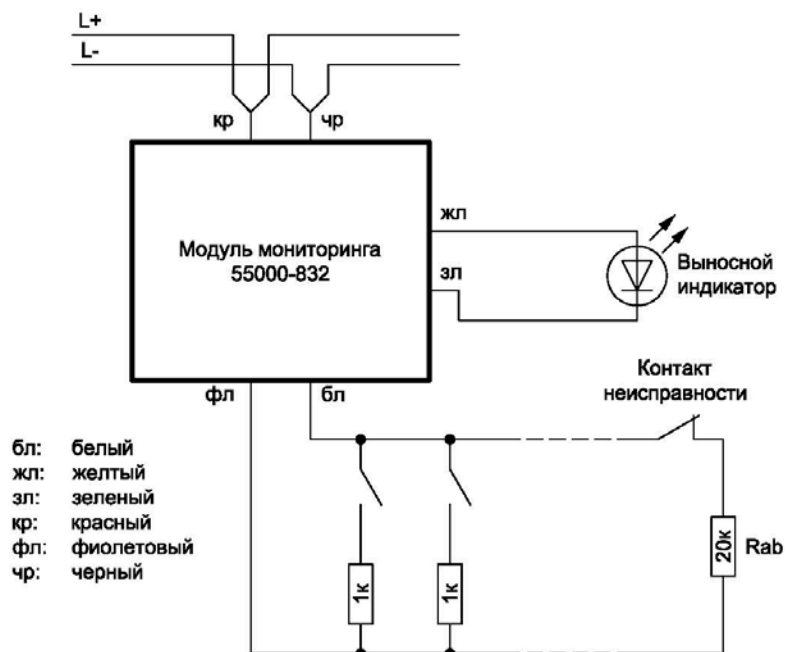 L+
L-
кр
чр
Модуль мониторинга
55000-832
жл
зл
Выносной
индикатор
фл
бл
Контакт
неисправности
бл: белый
жл: желтый
зл: зеленый
кр: красный
фл: фиолетовый
чр: черный
1к
1к
20к
Rab